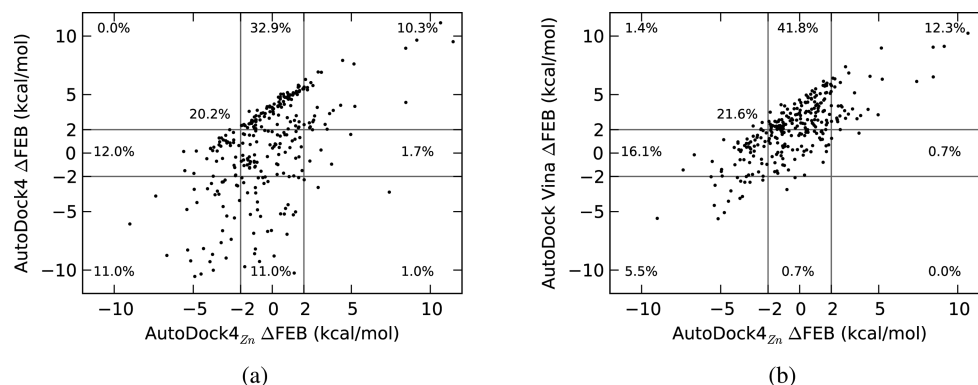 0.0% 32.9% 10.3%
10
5
20.2%
2
0
12.0% 1.7%
−2
−5
−10
11.0% 11.0% 1.0%
−10 −5 −2 0 2 5 10
AutoDock4 ΔFEB (kcal/mol)
AutoDock4Zn ΔFEB (kcal/mol)
(a)
1.4% 41.8% 12.3%
10
5
21.6%
2
0
16.1% 0.7%
−2
−5
−10
5.5% 0.7% 0.0%
−10 −5 −2 0 2 5 10
AutoDock Vina ΔFEB (kcal/mol)
AutoDock4Zn ΔFEB (kcal/mol)
(b)